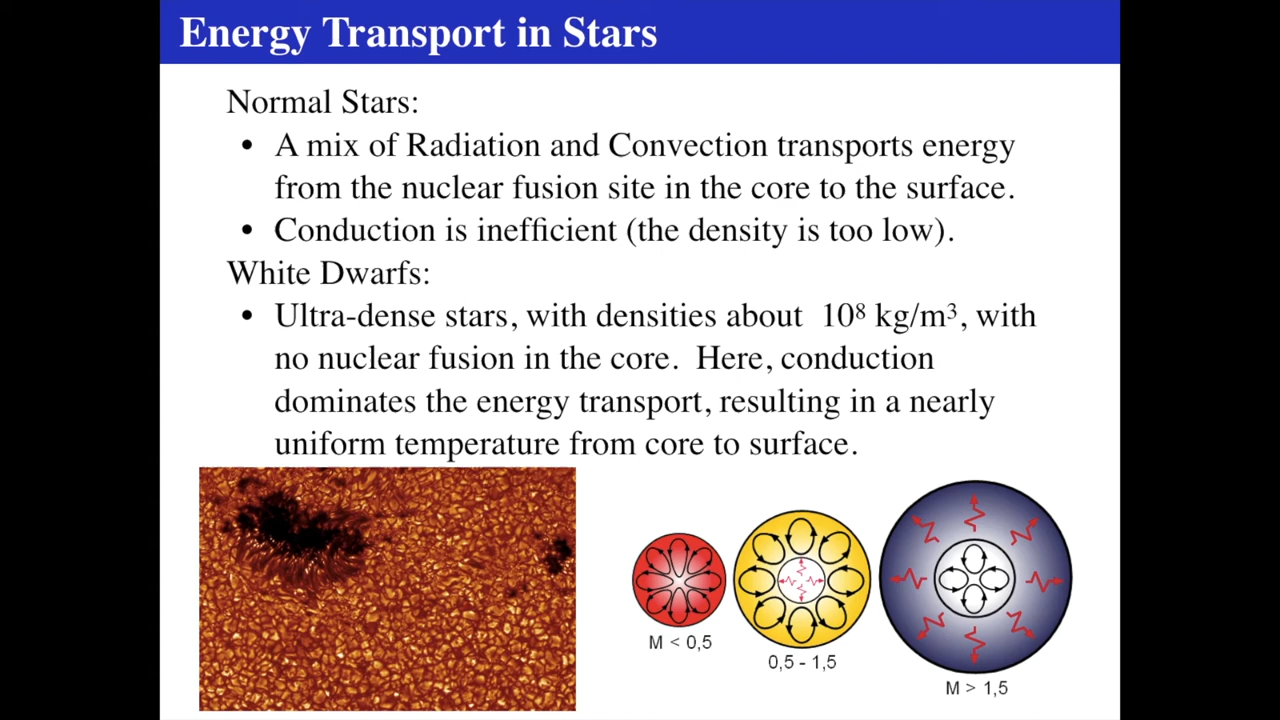 Energy Transport in Stars
Normal Stars:
• A mix of Radiation and Convection transports energy
from the nuclear fusion site in the core to the surface.
• Conduction is inefficient (the density is too low).
White Dwarfs:
• Ultra-dense stars, with densities about 10⁸ kg/m³, with
no nuclear fusion in the core. Here, conduction
dominates the energy transport, resulting in a nearly
uniform temperature from core to surface.
M < 0,5
0,5 - 1,5
M > 1,5